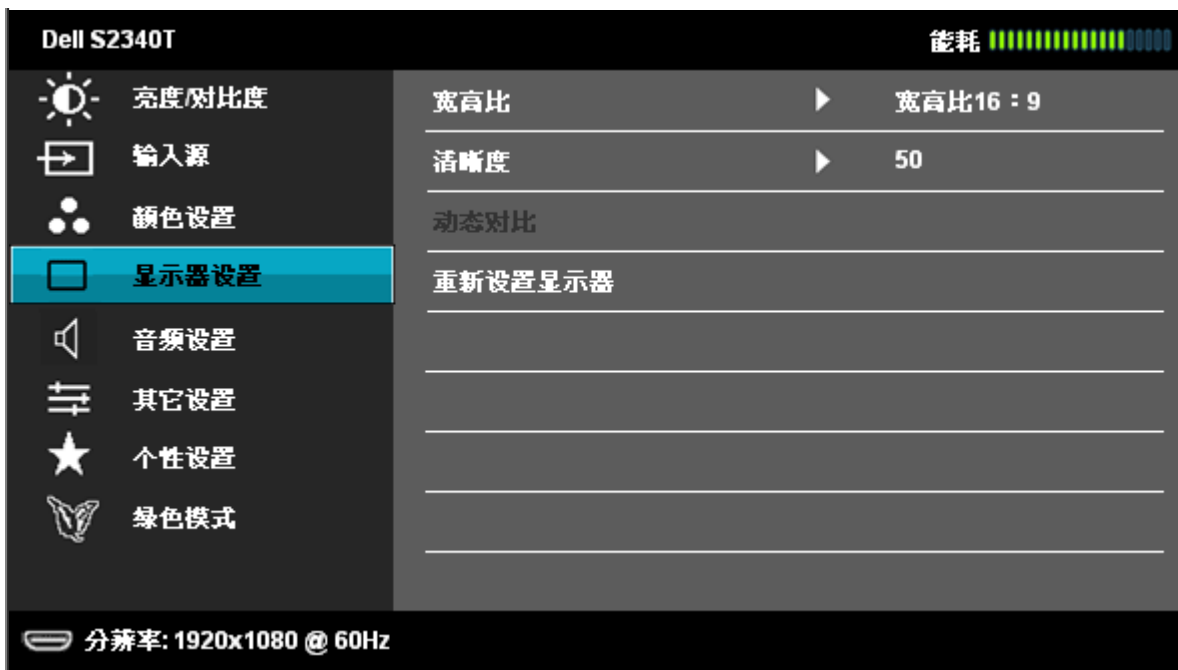 Dell S2340T
能耗
亮度/对比度
输入源
颜色设置
显示器设置
音频设置
其它设置
个性设置
绿色模式
宽高比
宽高比16：9
清晰度
50
动态对比
重新设置显示器
分辨率: 1920x1080 @ 60Hz